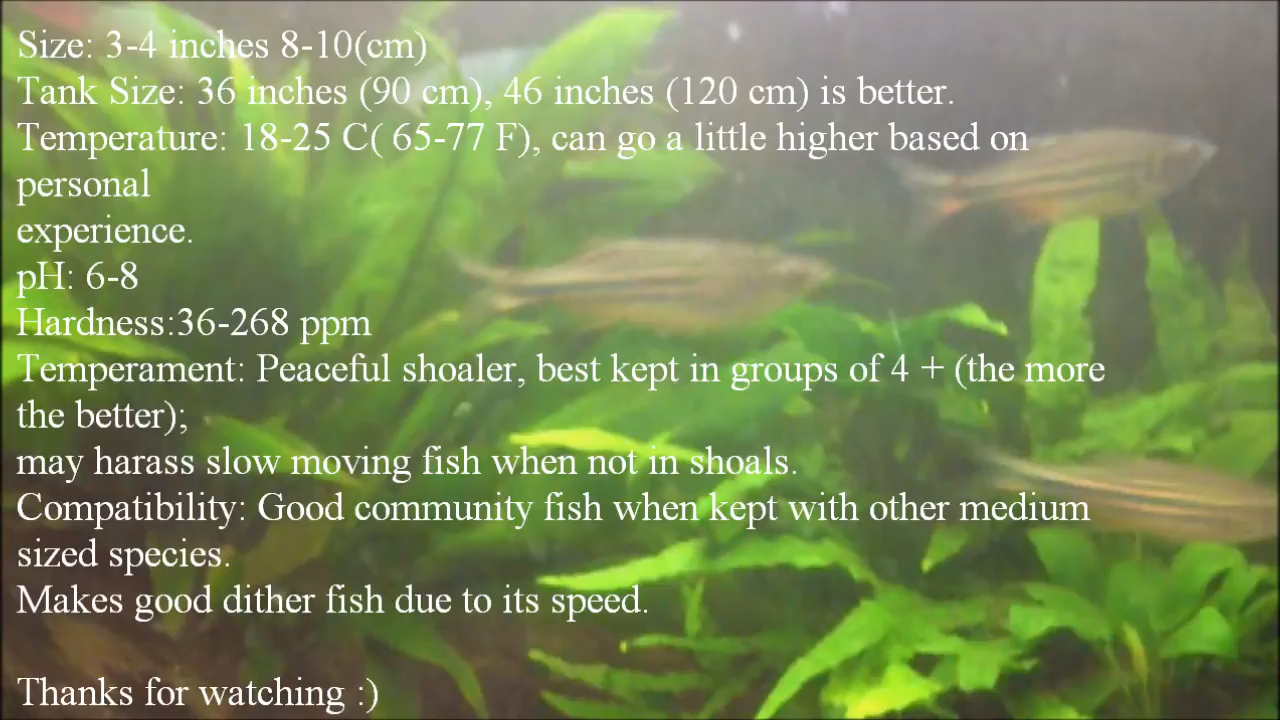 Size: 3-4 inches 8-10(cm)
Tank Size: 36 inches (90 cm), 46 inches (120 cm) is better.
Temperature: 18-25 C( 65-77 F), can go a little higher based on
personal
experience.
pH: 6-8
Hardness:36-268 ppm
Temperament: Peaceful shoaler, best kept in groups of 4 + (the more
the better);
may harass slow moving fish when not in shoals.
Compatibility: Good community fish when kept with other medium
sized species.
Makes good dither fish due to its speed.
Thanks for watching :)